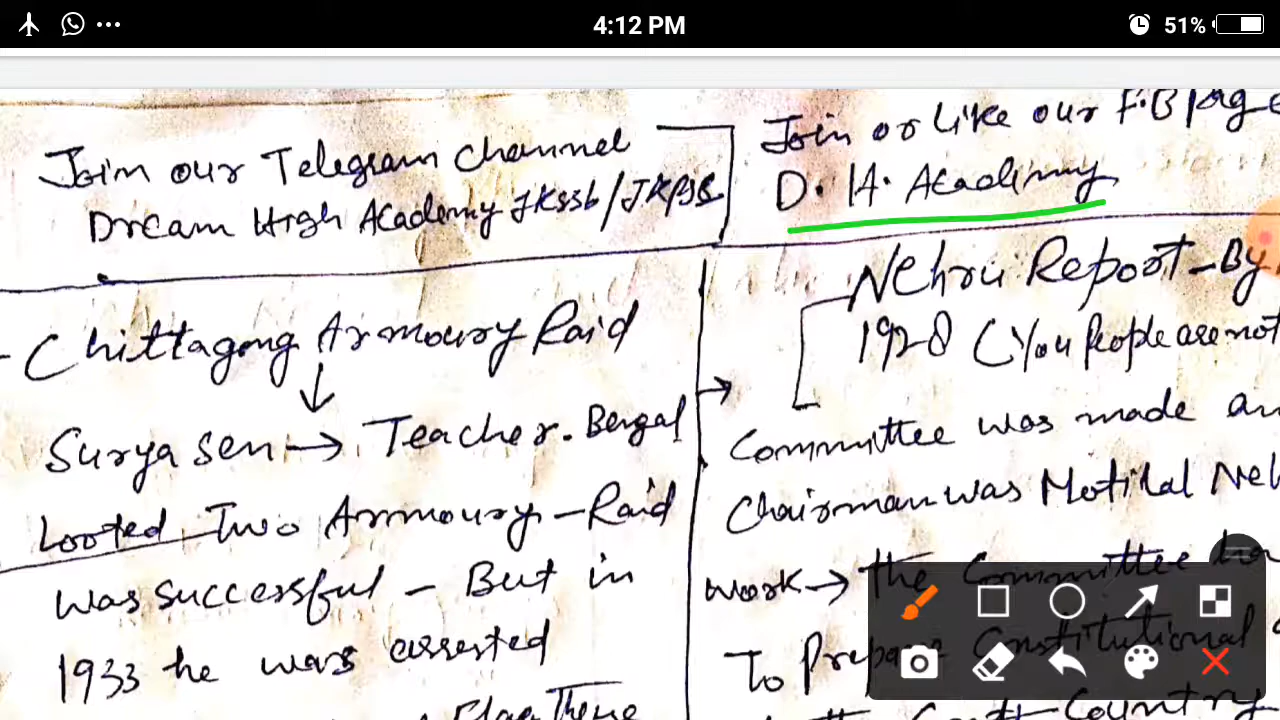 4:12 PM
51%
Join our Telegram channel
Dream High Academy JKSSb/JKPSC
Join or like our F.B page
D. H. Academy
- Chittagong Armoury Raid
↓
Surya sen → Teacher. Bengal
Looted Two Armoury - Raid
was successful - But in
1933 he was arrested
Nehru Report - By
1928 (You People are not
→
Committee was made an
Chairman was Motilal Neh
work → the Committee
To Prepare Constitutional
Country